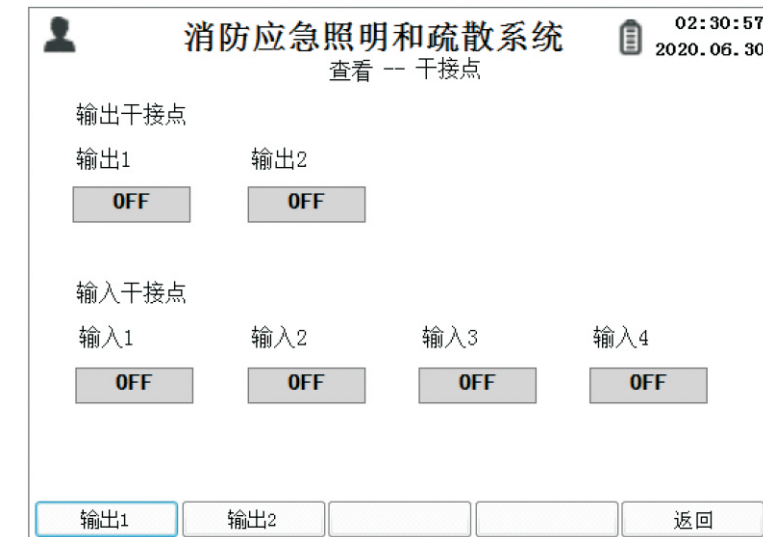 消防应急照明和疏散系统
02:30:57
2020.06.30
查看 -- 干接点
输出干接点
输出1 输出2
OFF OFF
输入干接点
输入1 输入2 输入3 输入4
OFF OFF OFF OFF
输出1 输出2 返回